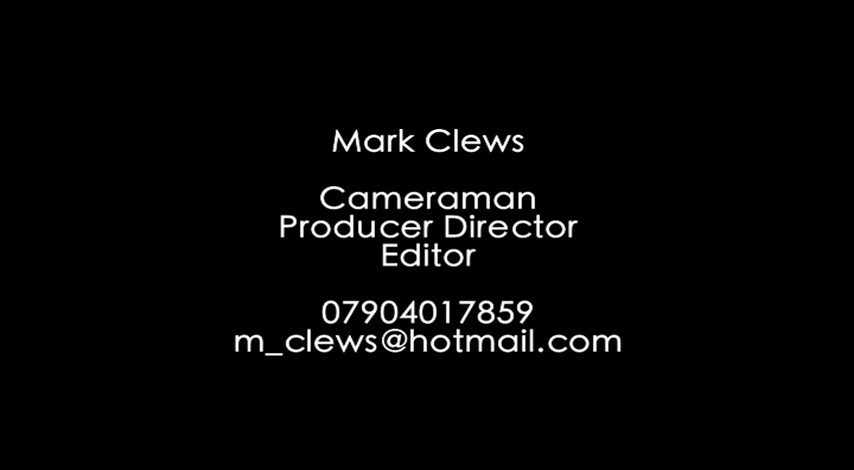 Mark Clews
Cameraman
Producer Director
Editor
07904017859
m_clews@hotmail.com